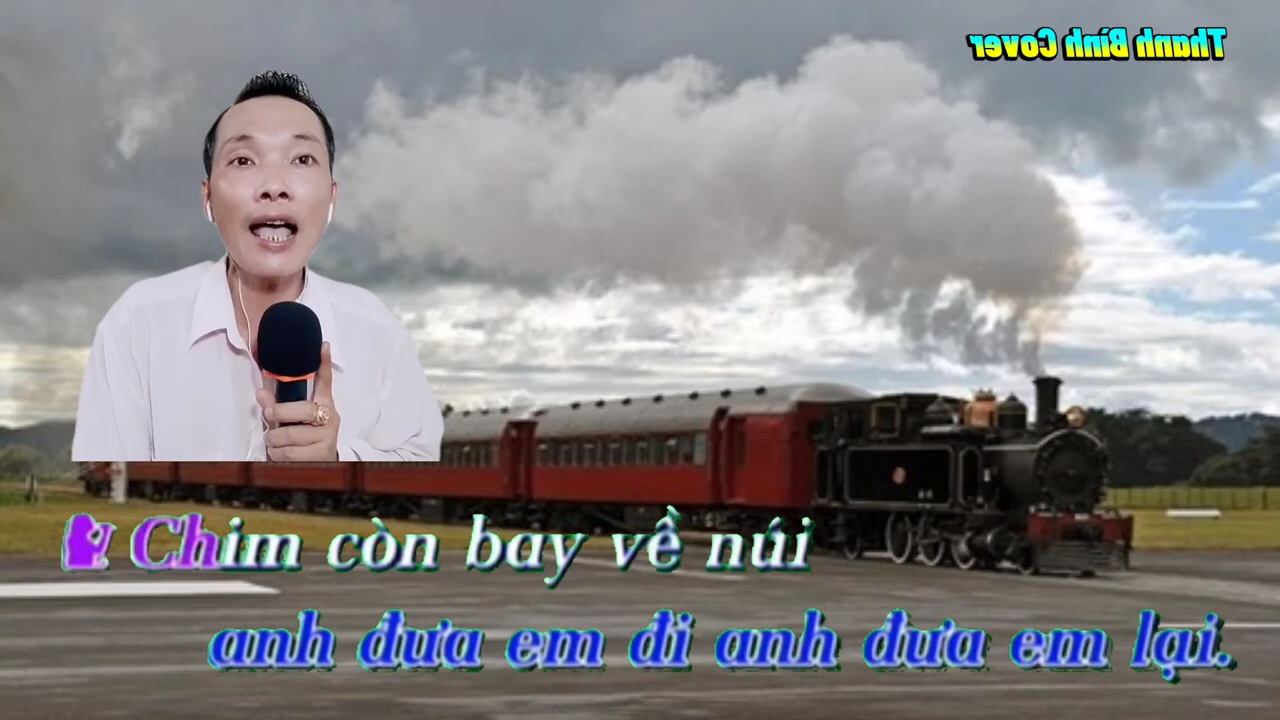 Thanh Bình Cover
Chim còn bay về núi
anh đưa em đi anh đưa em lại.